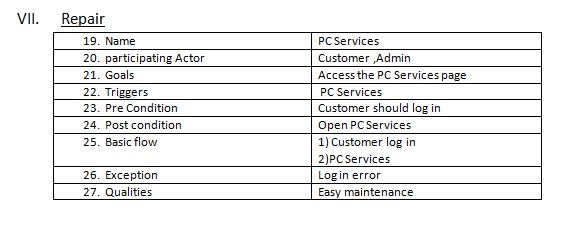 VII. Repair
19. Name PC Services
20. participating Actor Customer ,Admin
21. Goals Access the PC Services page
22. Triggers PC Services
23. Pre Condition Customer should log in
24. Post condition Open PC Services
25. Basic flow 1) Customer log in
2)PC Services
26. Exception Log in error
27. Qualities Easy maintenance